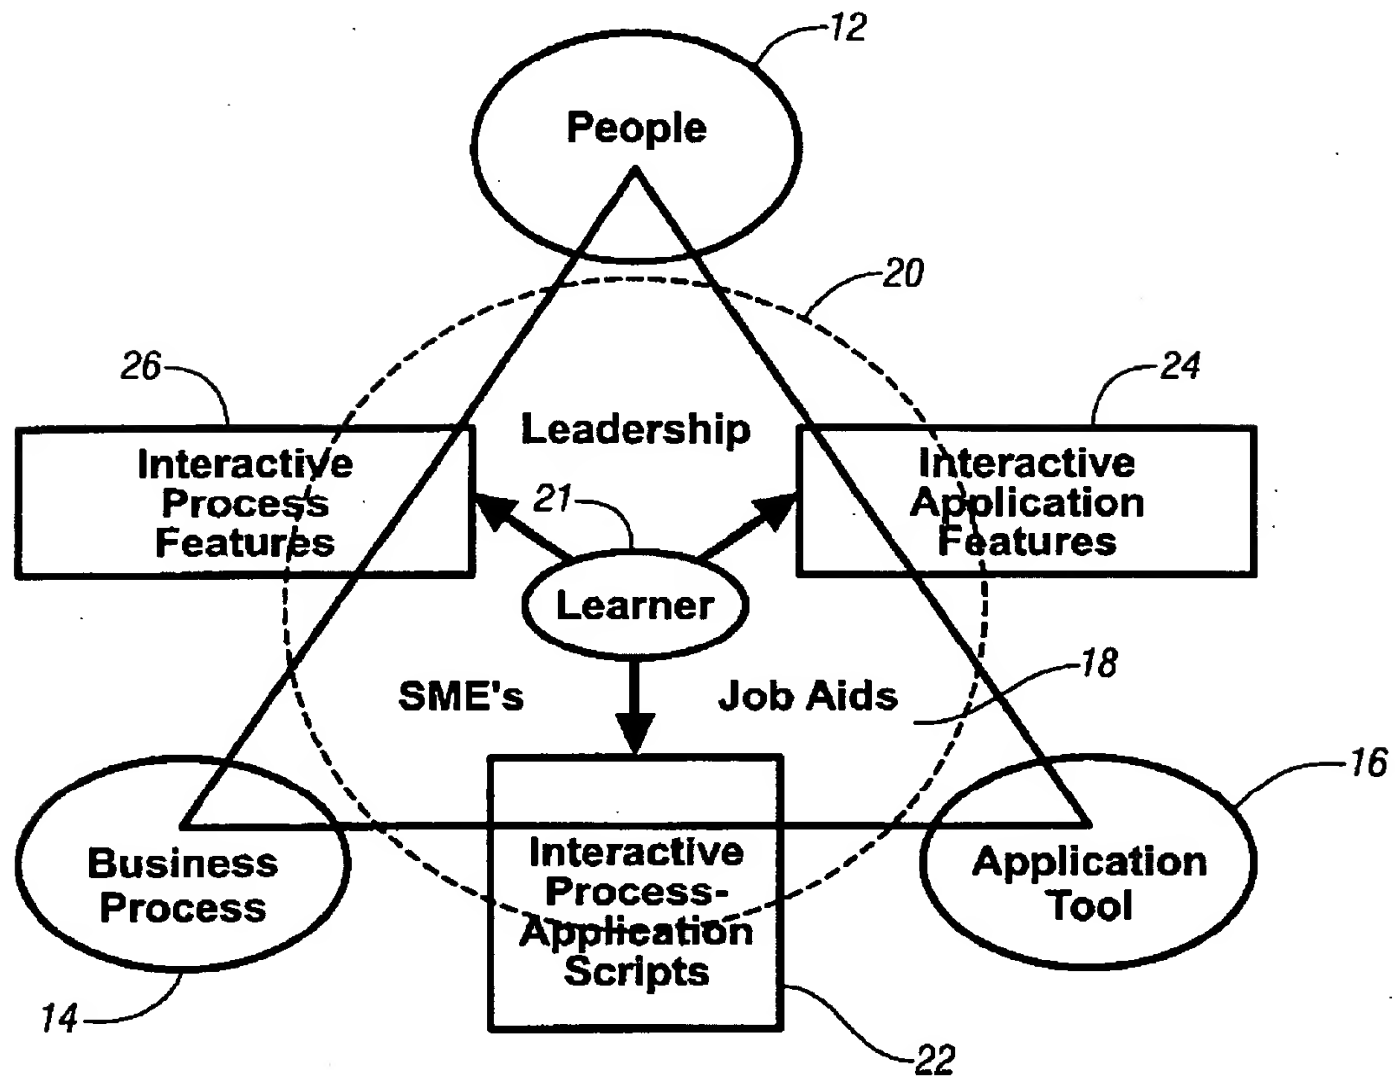 12
People
20
26
24
Leadership
Interactive
Process
Features
Interactive
Application
Features
21
Learner
SME's
Job Aids
18
16
Business
Process
Interactive
Process-
Application
Scripts
Application
Tool
14
22